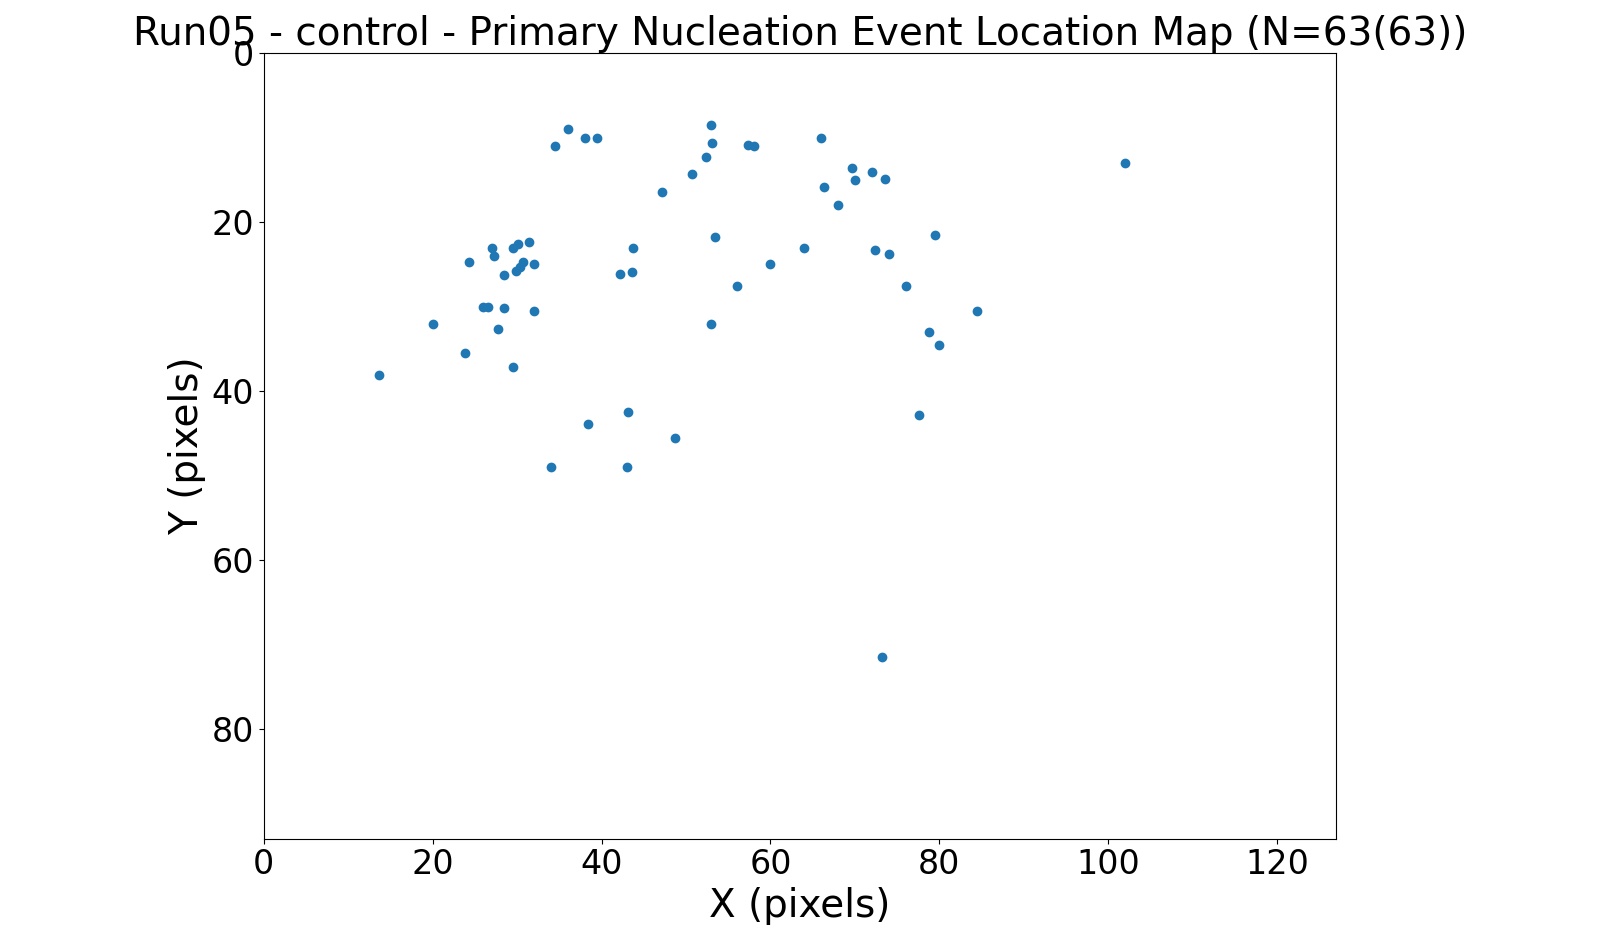 Run05 - control - Primary Nucleation Event Location Map (N=63(63))
0
20
40
60
80
Y (pixels)
0 20 40 60 80 100 120
X (pixels)